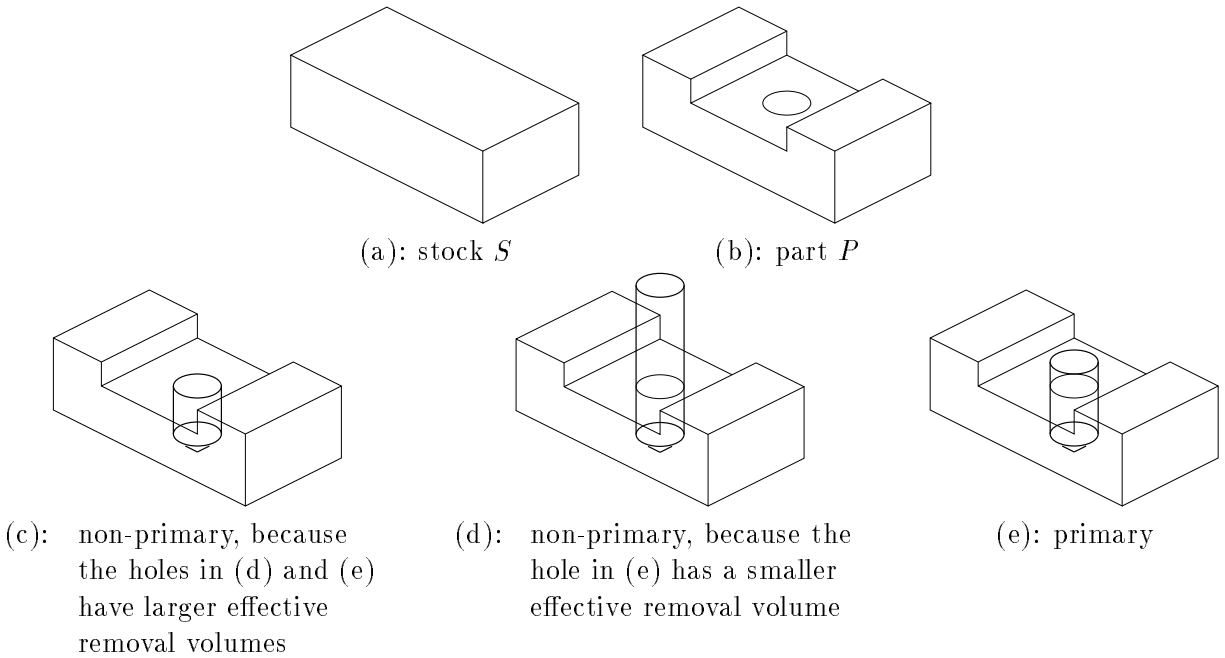 (a): stock S
(b): part P
(c): non-primary, because
the holes in (d) and (e)
have larger effective
removal volumes
(d): non-primary, because the
hole in (e) has a smaller
effective removal volume
(e): primary